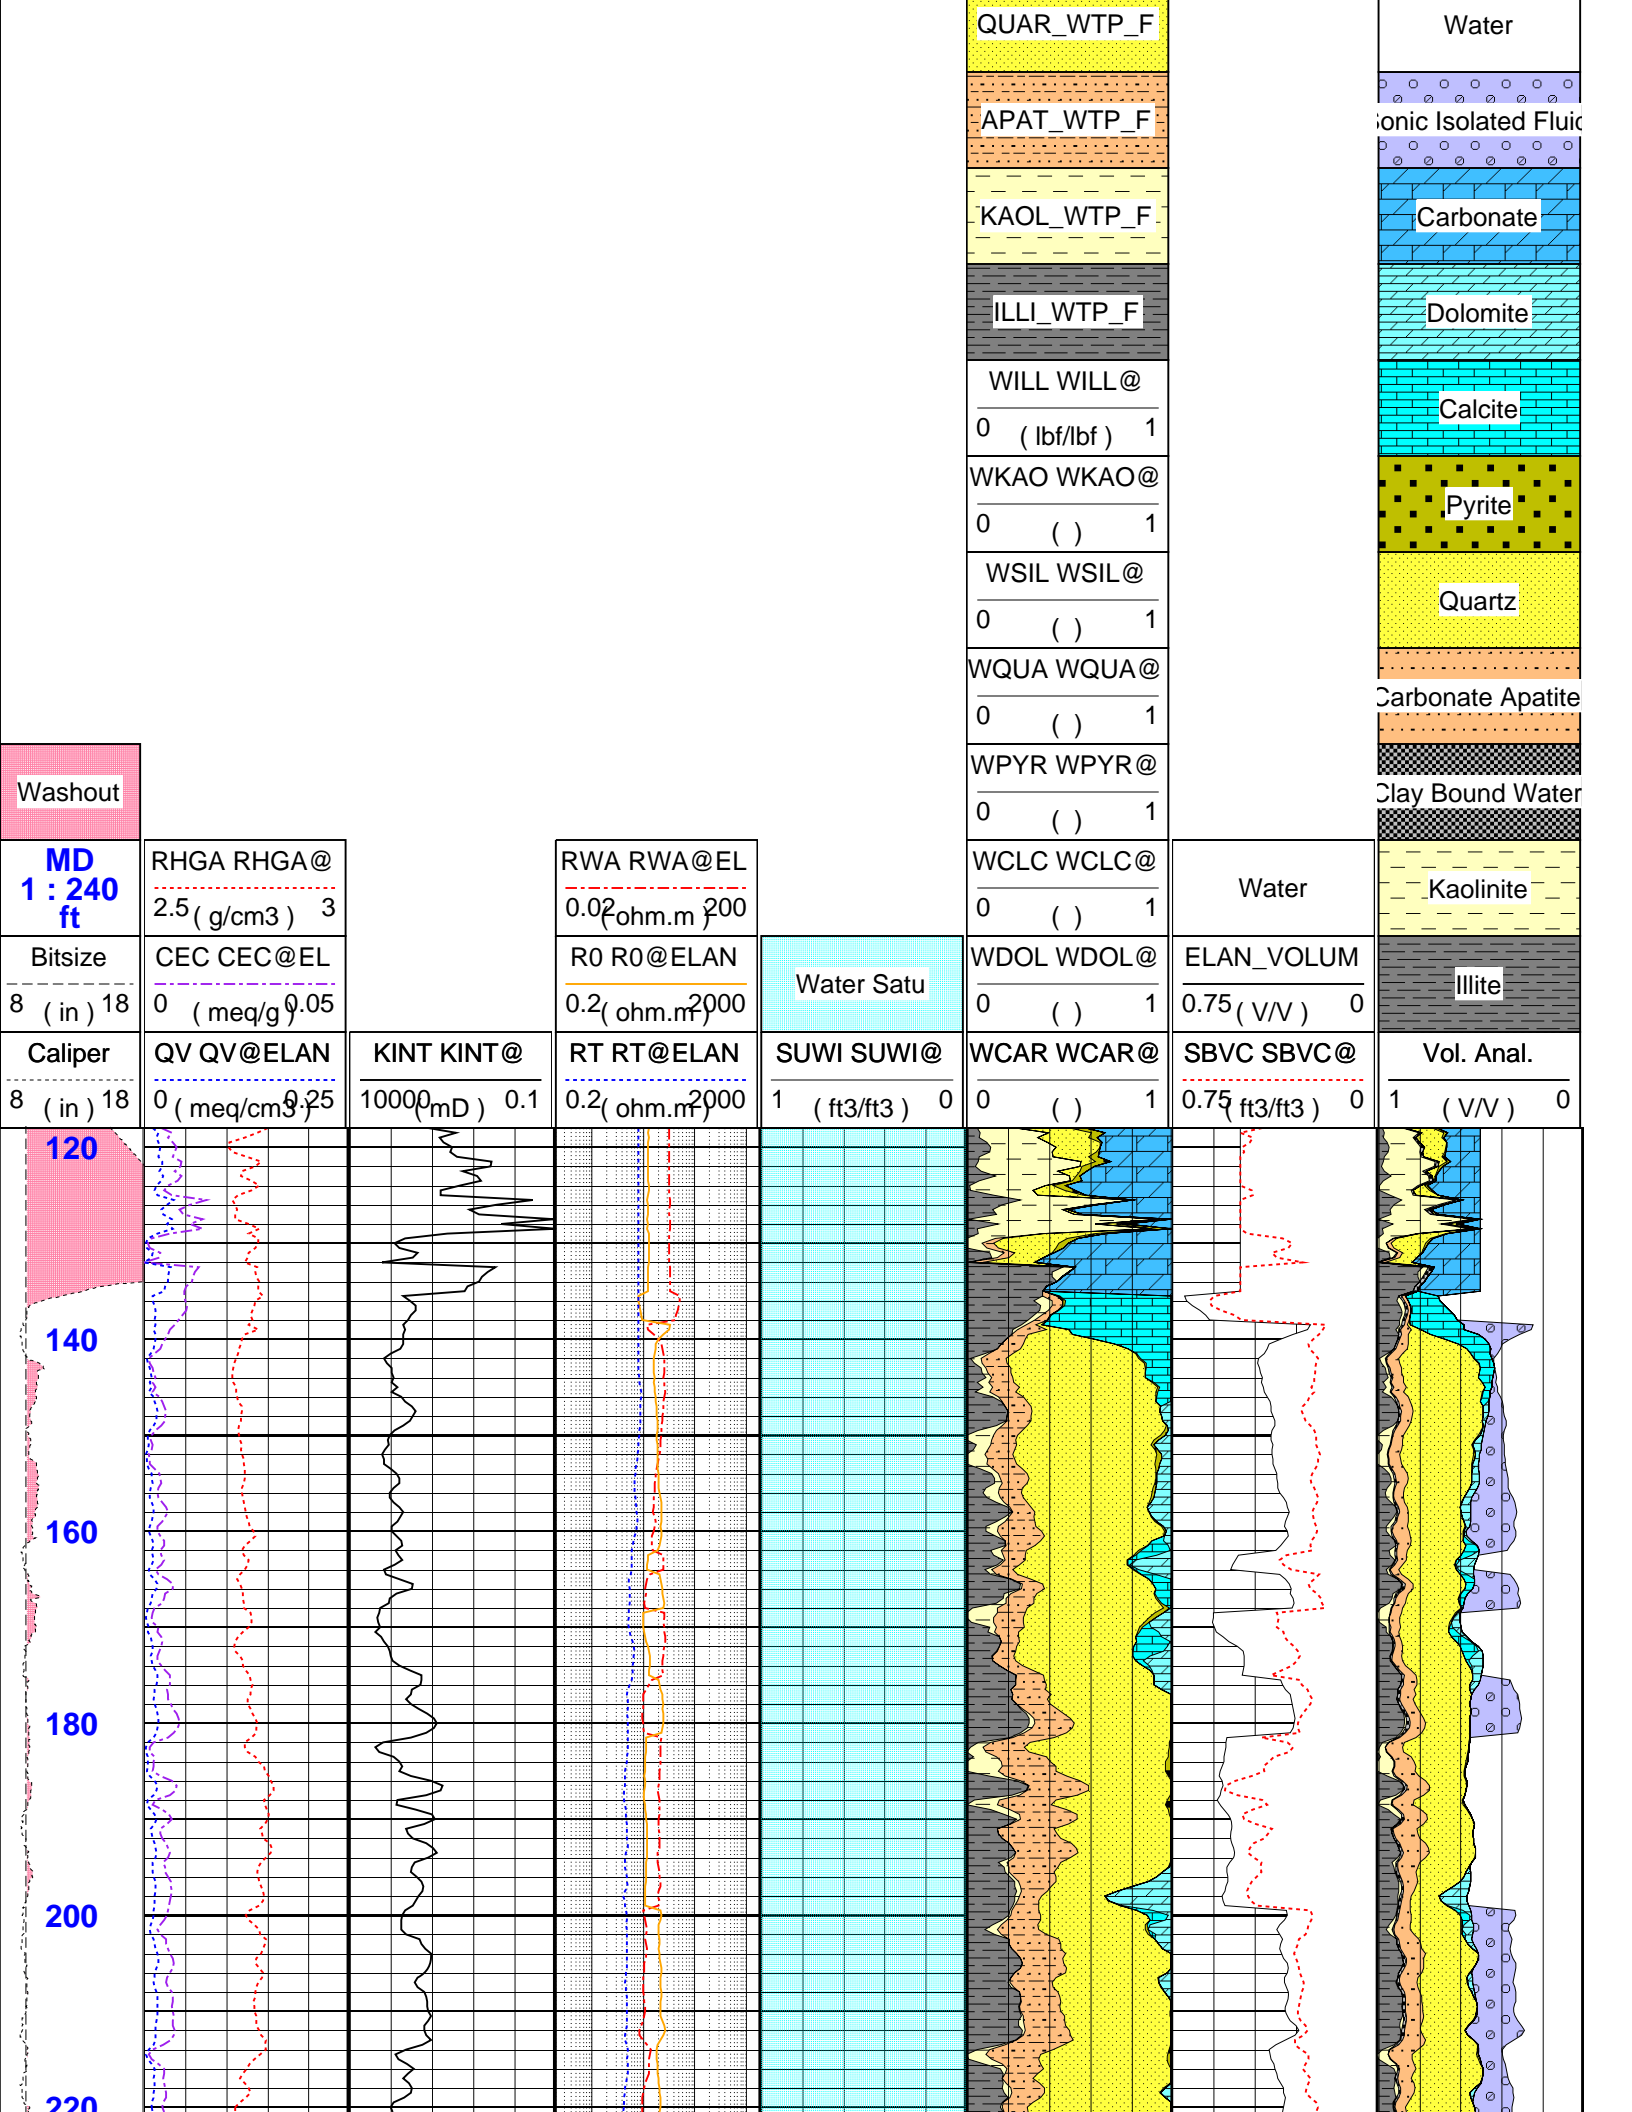 QUAR_WTP_F
Water
APAT_WTP_F
Sonic Isolated Fluid
KAOL_WTP_F
Carbonate
ILLI_WTP_F
Dolomite
WILL WILL@
0 ( lbf/lbf ) 1
Calcite
WKAO WKAO@
0 ( ) 1
Pyrite
WSIL WSIL@
0 ( ) 1
Quartz
WQUA WQUA@
0 ( ) 1
Carbonate Apatite
Washout
WPYR WPYR@
0 ( ) 1
Clay Bound Water
MD
1 : 240
ft
RHGA RHGA@
2.5 ( g/cm3 ) 3
RWA RWA@EL
0.02 ( ohm.m ) 200
WCLC WCLC@
0 ( ) 1
Water
Kaolinite
Bitsize
8 ( in ) 18
CEC CEC@EL
0 ( meq/g ) 0.05
R0 R0@ELAN
0.2 ( ohm.m ) 2000
Water Satu
WDOL WDOL@
0 ( ) 1
ELAN_VOLUM
0.75 ( V/V ) 0
Illite
Caliper
8 ( in ) 18
QV QV@ELAN
0 ( meq/cm3 ) 0.25
KINT KINT@
10000 ( mD ) 0.1
RT RT@ELAN
0.2 ( ohm.m ) 2000
SUWI SUWI@
1 ( ft3/ft3 ) 0
WCAR WCAR@
0 ( ) 1
SBVC SBVC@
0.75 ( ft3/ft3 ) 0
Vol. Anal.
1 ( V/V ) 0
120
140
160
180
200
220